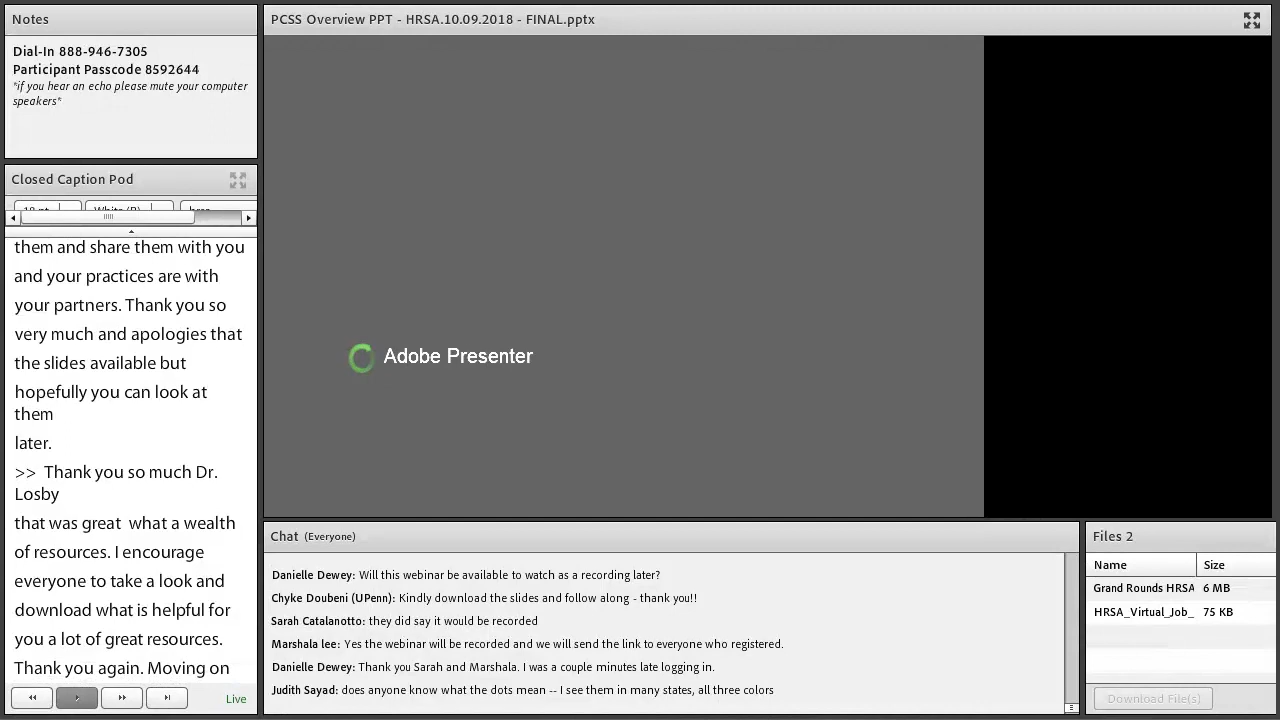 Notes
Dial-In 888-946-7305
Participant Passcode 8592644
*if you hear an echo please mute your computer
speakers*
Closed Caption Pod
them and share them with you
and your practices are with
your partners. Thank you so
very much and apologies that
the slides available but
hopefully you can look at
them
later.
>> Thank you so much Dr.
Losby
that was great what a wealth
of resources. I encourage
everyone to take a look and
download what is helpful for
you a lot of great resources.
Thank you again. Moving on
Live
PCSS Overview PPT - HRSA.10.09.2018 - FINAL.pptx
Adobe Presenter
Chat (Everyone)
Danielle Dewey: Will this webinar be available to watch as a recording later?
Chyke Doubeni (UPenn): Kindly download the slides and follow along - thank you!!
Sarah Catalanotto: they did say it would be recorded
Marshala lee: Yes the webinar will be recorded and we will send the link to everyone who registered.
Danielle Dewey: Thank you Sarah and Marshala. I was a couple minutes late logging in.
Judith Sayad: does anyone know what the dots mean -- I see them in many states, all three colors
Files 2
Name Size
Grand Rounds HRSA 6 MB
HRSA_Virtual_Job_ 75 KB
Download File(s)